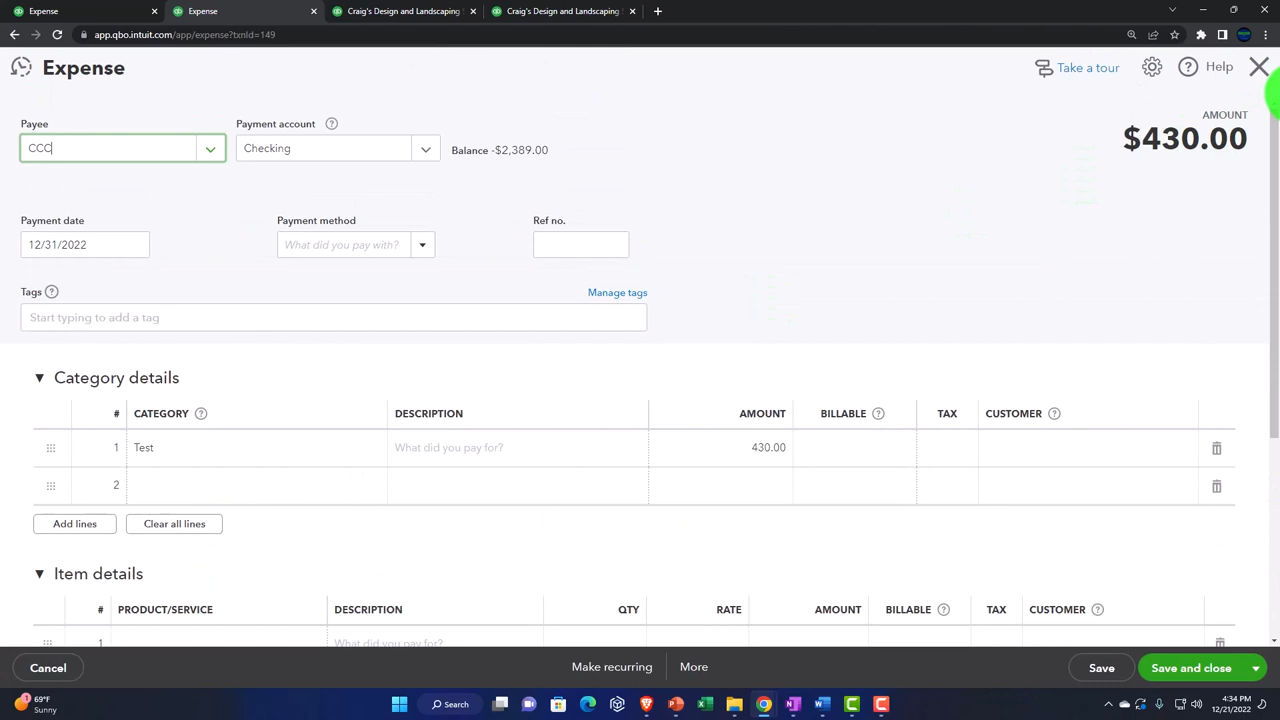 Expense
Expense
Craig's Design and Landscaping
Craig's Design and Landscaping
app.qbo.intuit.com/app/expense?txnId=149
Expense
Take a tour
Help
Payee
Payment account
AMOUNT
$430.00
CCC
Checking
Balance -$2,389.00
Payment date
Payment method
Ref no.
12/31/2022
What did you pay with?
Tags
Manage tags
Start typing to add a tag
Category details
# CATEGORY DESCRIPTION AMOUNT BILLABLE TAX CUSTOMER
1 Test What did you pay for? 430.00
2
Add lines Clear all lines
Item details
# PRODUCT/SERVICE DESCRIPTION QTY RATE AMOUNT BILLABLE TAX CUSTOMER
1 What did you pay for?
Cancel Make recurring More Save Save and close
1
69°F
Sunny
Search
4:34 PM
12/21/2022